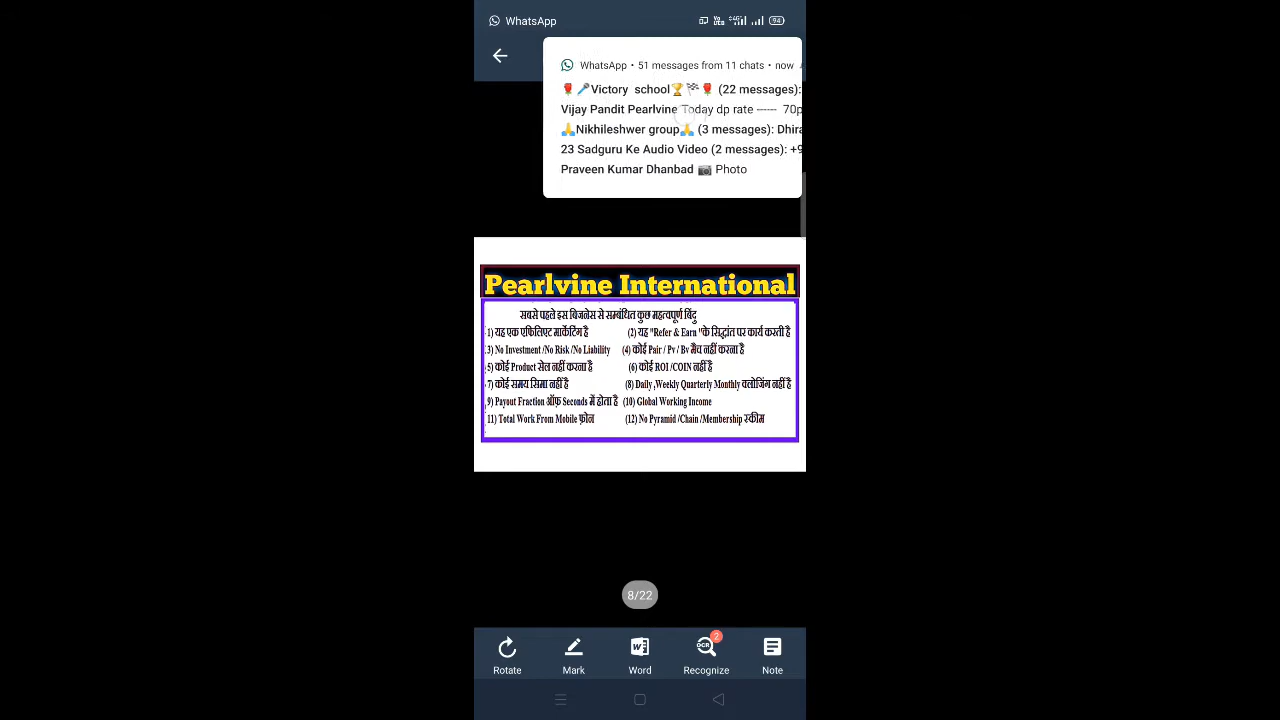 WhatsApp
94
WhatsApp • 51 messages from 11 chats • now
🌹🎤Victory school🏆🏁🌹 (22 messages):
Vijay Pandit Pearlvine Today dp rate ------ 70p
🙏Nikhileshwer group🙏 (3 messages): Dhira
23 Sadguru Ke Audio Video (2 messages): +9
Praveen Kumar Dhanbad 📷 Photo
Pearlvine International
सबसे पहले इस बिजनेस से सम्बंधित कुछ महत्वपूर्ण बिंदु
1) यह एक एफिलिएट मार्केटिंग है (2) यह "Refer & Earn "के सिद्धांत पर कार्य करती है
3) No Investment /No Risk /No Liability (4) कोई Pair / Pv / Bv मैच नहीं करना है
5) कोई Product सेल नहीं करना है (6) कोई ROI /COIN नहीं है
7) कोई समय सिमा नहीं है (8) Daily ,Weekly Quarterly Monthly क्लोजिंग नहीं है
9) Payout Fraction ऑफ़ Seconds में होता है (10) Global Working Income
11) Total Work From Mobile फ़ोन (12) No Pyramid /Chain /Membership स्कीम
8/22
W
OCR
2
Rotate Mark Word Recognize Note